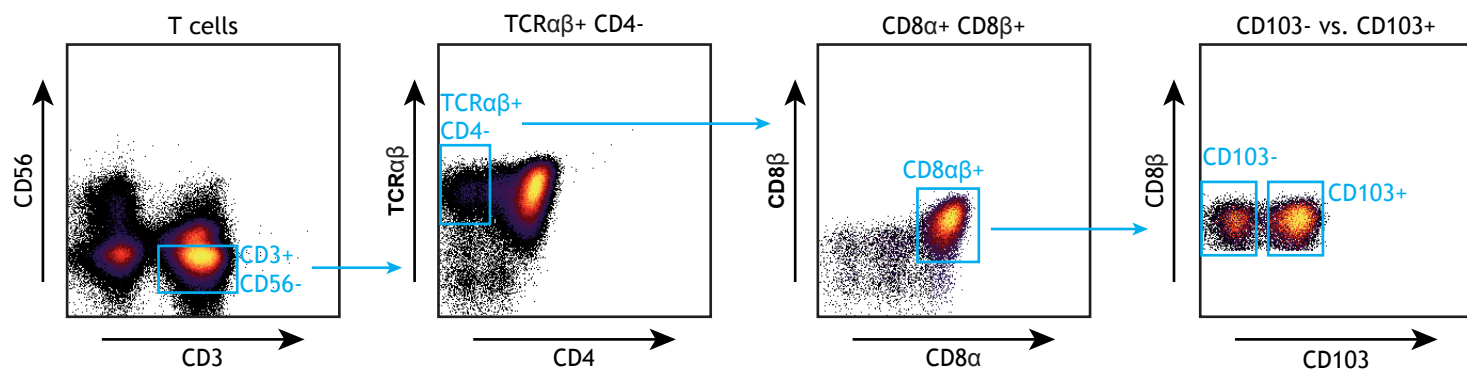 T cells
TCRαβ+ CD4-
CD8α+ CD8β+
CD103- vs. CD103+
CD56
CD3+
CD56-
CD3
TCRαβ
TCRαβ+
CD4-
CD4
CD8β
CD8αβ+
CD8α
CD8β
CD103-
CD103+
CD103